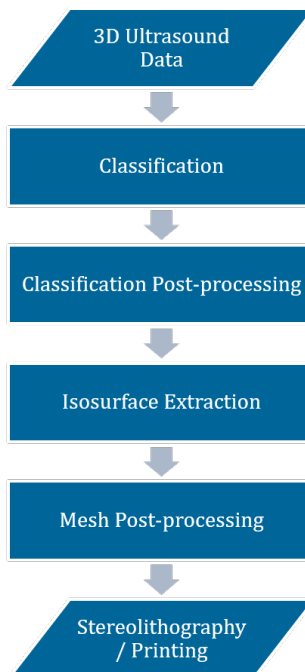 3D Ultrasound
Data
Classification
Classification Post-processing
Isosurface Extraction
Mesh Post-processing
Stereolithography
/ Printing